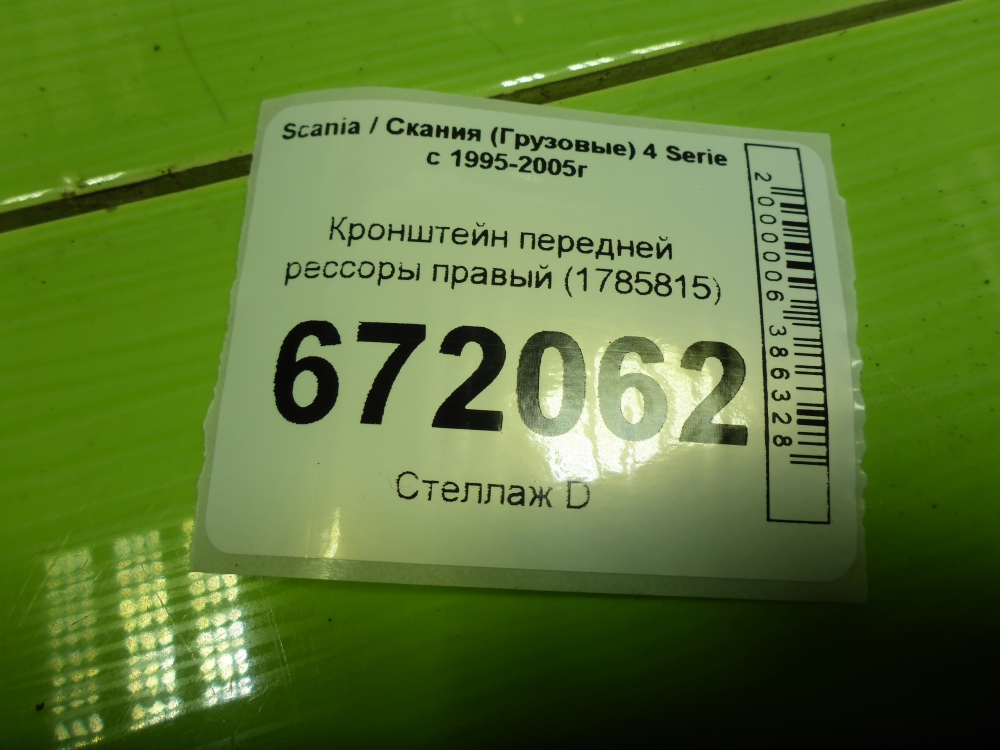 Scania / Скания (Грузовые) 4 Serie
с 1995-2005г
Кронштейн передней
рессоры правый (1785815)
672062
Стеллаж D
2000006386328